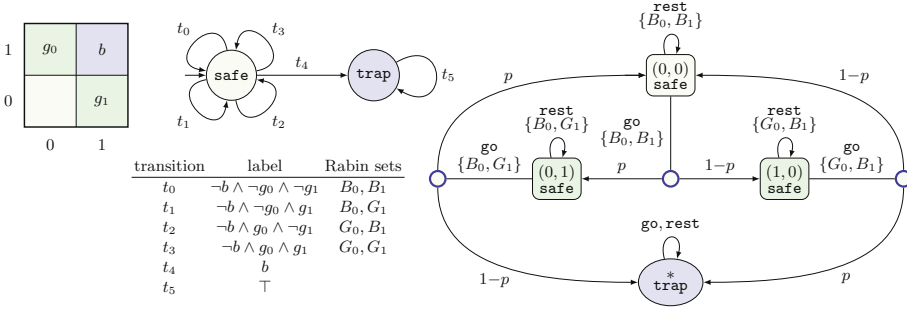 1
0
g₀
b
g₁
0
1
t₀
t₃
t₁
t₂
safe
t₄
trap
t₅
transition label Rabin sets
t₀ ¬b ∧ ¬g₀ ∧ ¬g₁ B₀, B₁
t₁ ¬b ∧ ¬g₀ ∧ g₁ B₀, G₁
t₂ ¬b ∧ g₀ ∧ ¬g₁ G₀, B₁
t₃ ¬b ∧ g₀ ∧ g₁ G₀, G₁
t₄ b
t₅ ⊤
rest
{B₀, B₁}
(0, 0)
safe
p
1−p
go
{B₀, B₁}
rest
{B₀, G₁}
rest
{G₀, B₁}
go
{B₀, G₁}
(0, 1)
safe
p
1−p
(1, 0)
safe
go
{G₀, B₁}
go, rest
*
trap
1−p
p